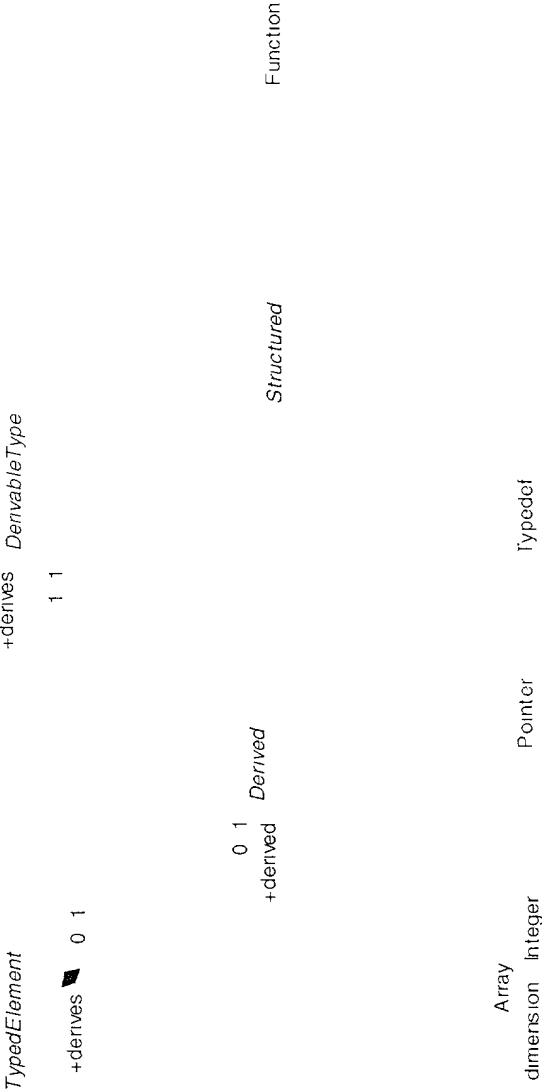 TypedElement
+derives
0 1
+derives DerivableType
1 1
0 1
+derived Derived
Structured
Function
Array
dimension Integer
Pointer
Typedef